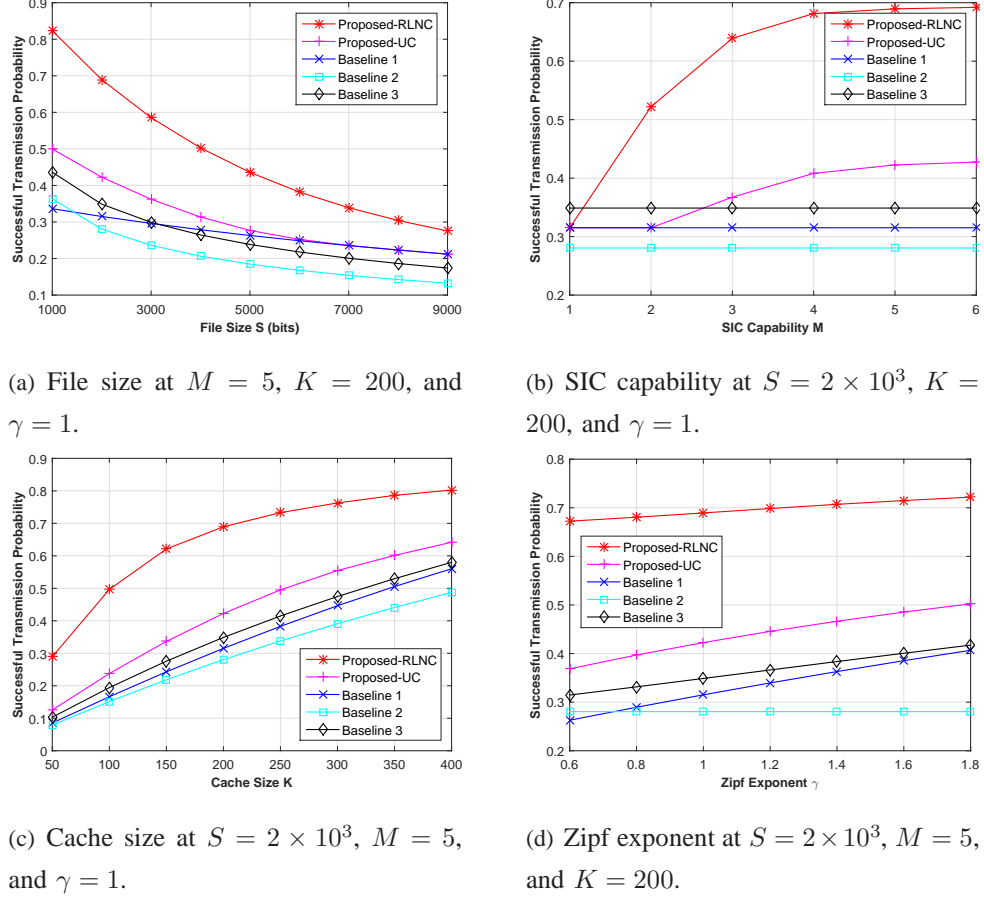 Successful Transmission Probability
0.9
0.8
0.7
0.6
0.5
0.4
0.3
0.2
0.1
1000 3000 5000 7000 9000
File Size S (bits)
Proposed-RLNC
Proposed-UC
Baseline 1
Baseline 2
Baseline 3
(a) File size at M = 5, K = 200, and
γ = 1.
Successful Transmission Probability
0.7
0.6
0.5
0.4
0.3
0.2
1 2 3 4 5 6
SIC Capability M
Proposed-RLNC
Proposed-UC
Baseline 1
Baseline 2
Baseline 3
(b) SIC capability at S = 2 × 10³, K =
200, and γ = 1.
Successful Transmission Probability
0.9
0.8
0.7
0.6
0.5
0.4
0.3
0.2
0.1
0
50 100 150 200 250 300 350 400
Cache Size K
Proposed-RLNC
Proposed-UC
Baseline 1
Baseline 2
Baseline 3
(c) Cache size at S = 2 × 10³, M = 5,
and γ = 1.
Successful Transmission Probability
0.8
0.7
0.6
0.5
0.4
0.3
0.2
0.6 0.8 1 1.2 1.4 1.6 1.8
Zipf Exponent γ
Proposed-RLNC
Proposed-UC
Baseline 1
Baseline 2
Baseline 3
(d) Zipf exponent at S = 2×10³, M = 5,
and K = 200.